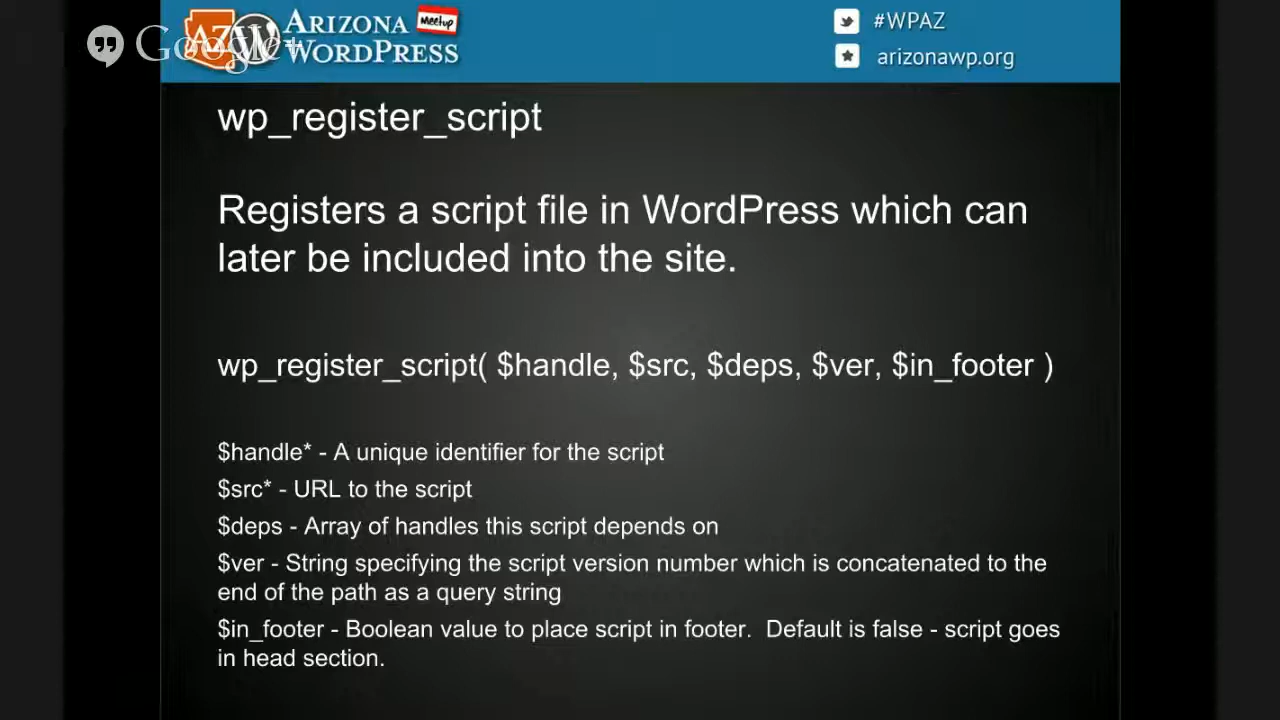 Google+
AZ
ARIZONA
Meetup
WORDPRESS
#WPAZ
arizonawp.org
wp_register_script
Registers a script file in WordPress which can
later be included into the site.
wp_register_script( $handle, $src, $deps, $ver, $in_footer )
$handle* - A unique identifier for the script
$src* - URL to the script
$deps - Array of handles this script depends on
$ver - String specifying the script version number which is concatenated to the
end of the path as a query string
$in_footer - Boolean value to place script in footer.  Default is false - script goes
in head section.